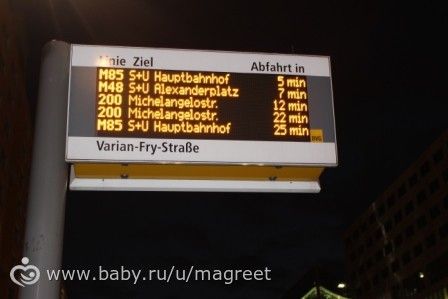 Linie Ziel Abfahrt in
M85 S+U Hauptbahnhof 5 min
M48 S+U Alexanderplatz 7 min
200 Michelangelostr. 12 min
200 Michelangelostr. 22 min
M85 S+U Hauptbahnhof 25 min
BVG
Varian-Fry-Straße
www.baby.ru/u/magreet